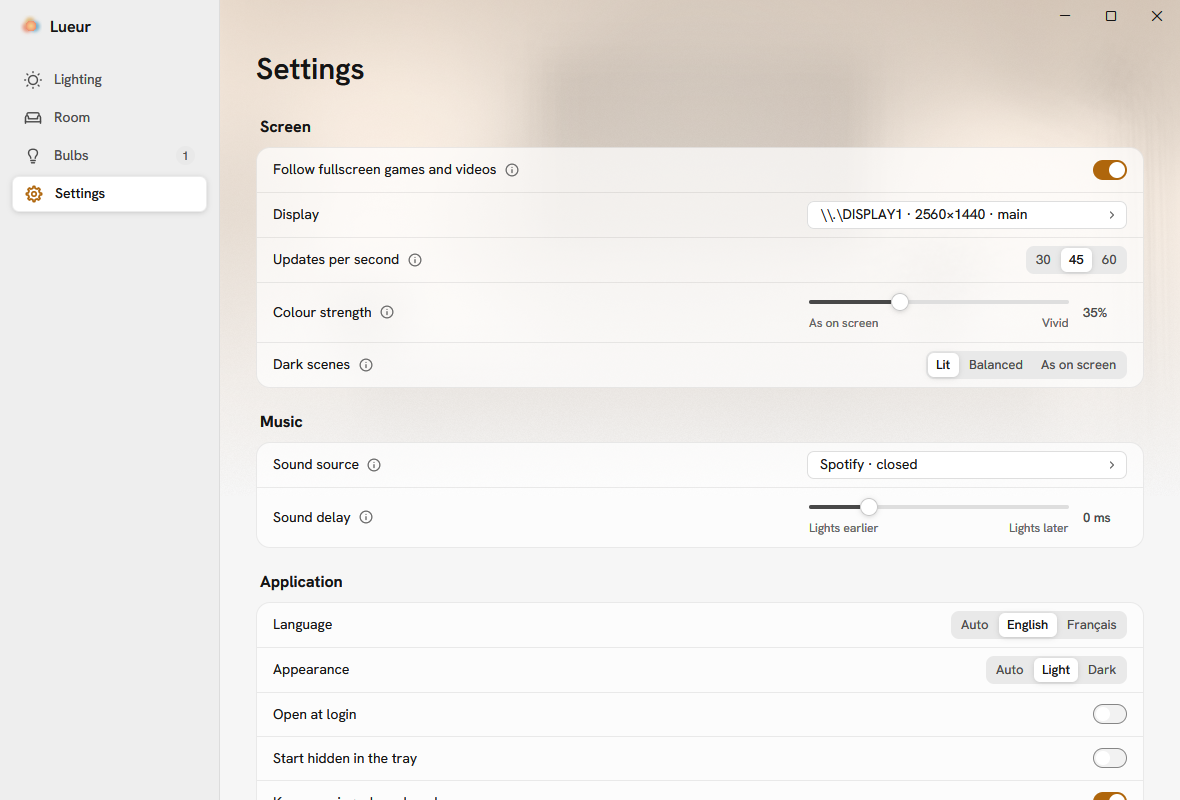 Lueur
Lighting
Room
Bulbs 1
Settings
Settings
Screen
Follow fullscreen games and videos
Display \\.\DISPLAY1 · 2560×1440 · main
Updates per second 30 45 60
Colour strength 35%
As on screen Vivid
Dark scenes Lit Balanced As on screen
Music
Sound source Spotify · closed
Sound delay 0 ms
Lights earlier Lights later
Application
Language Auto English Français
Appearance Auto Light Dark
Open at login
Start hidden in the tray